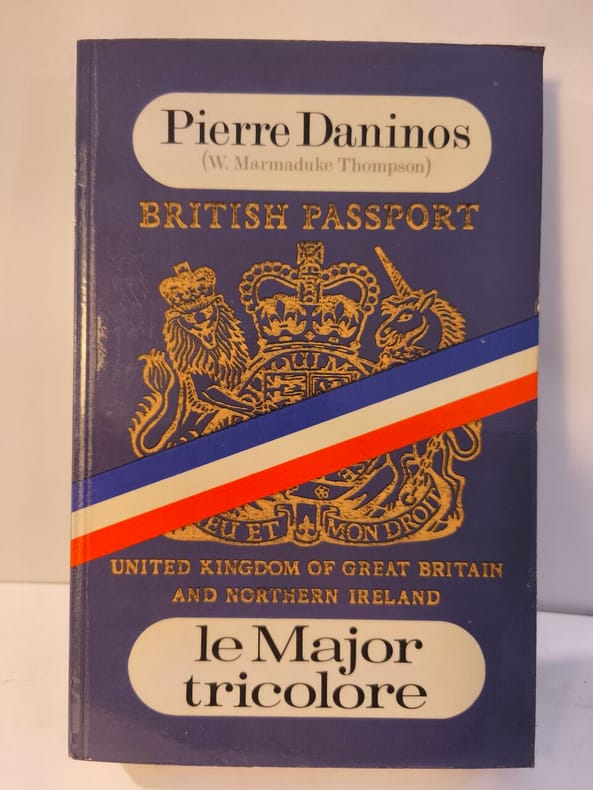 Pierre Daninos
(W. Marmaduke Thompson)
BRITISH PASSPORT
EU ET MON DROIT
UNITED KINGDOM OF GREAT BRITAIN
AND NORTHERN IRELAND
le Major
tricolore